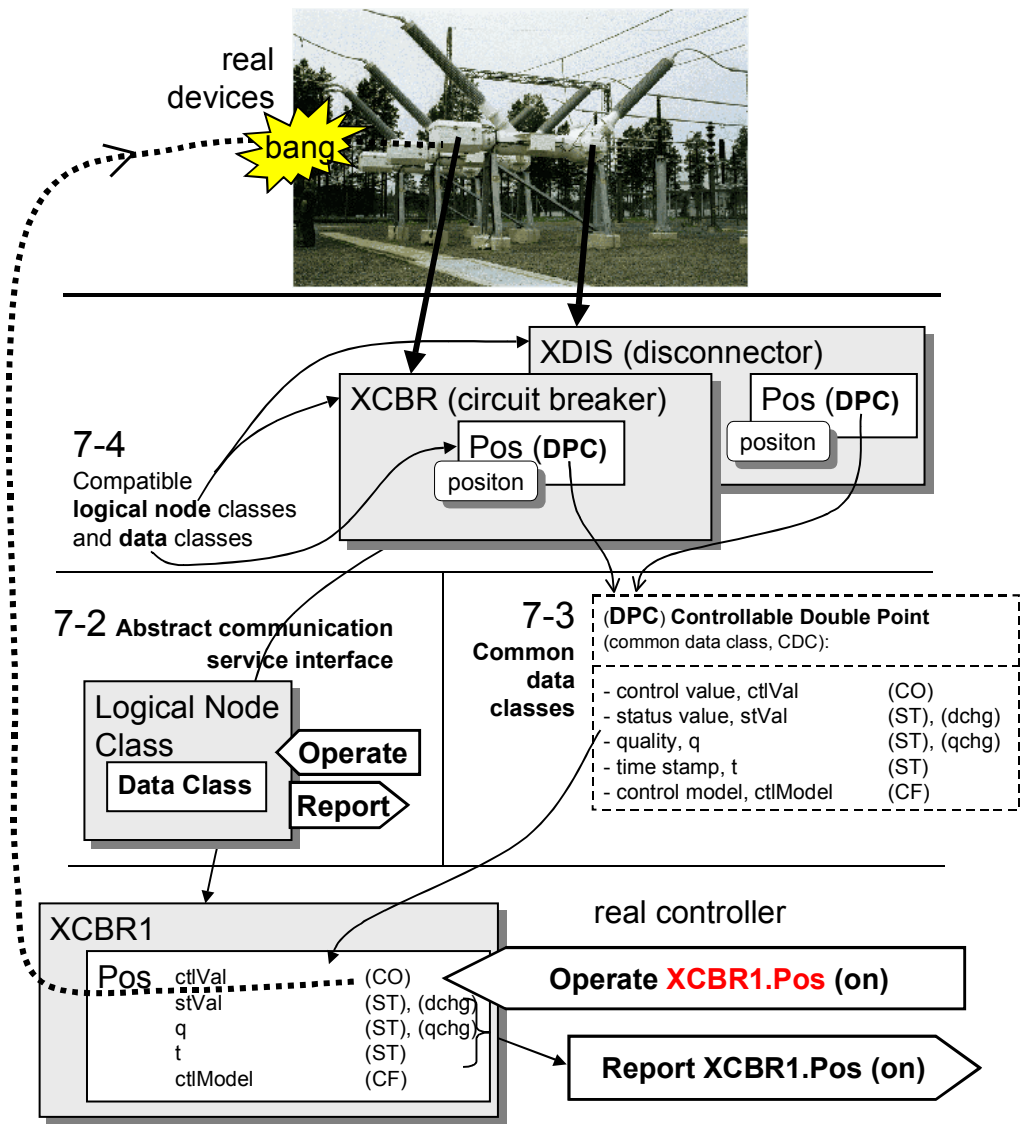 real
devices
bang
XDIS (disconnector)
Pos (DPC)
positon
XCBR (circuit breaker)
Pos (DPC)
positon
7-4
Compatible
logical node classes
and data classes
7-2 Abstract communication
service interface
Logical Node
Class
Data Class
Operate
Report
7-3
Common
data
classes
(DPC) Controllable Double Point
(common data class, CDC):
- control value, ctlVal (CO)
- status value, stVal (ST), (dchg)
- quality, q (ST), (qchg)
- time stamp, t (ST)
- control model, ctlModel (CF)
real controller
XCBR1
Pos ctlVal (CO)
stVal (ST), (dchg)
q (ST), (qchg)
t (ST)
ctlModel (CF)
Operate XCBR1.Pos (on)
Report XCBR1.Pos (on)